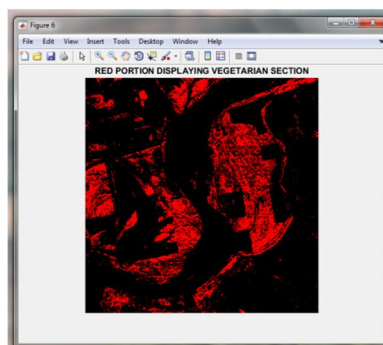 Figure 6
File Edit View Insert Tools Desktop Window Help
RED PORTION DISPLAYING VEGETARIAN SECTION